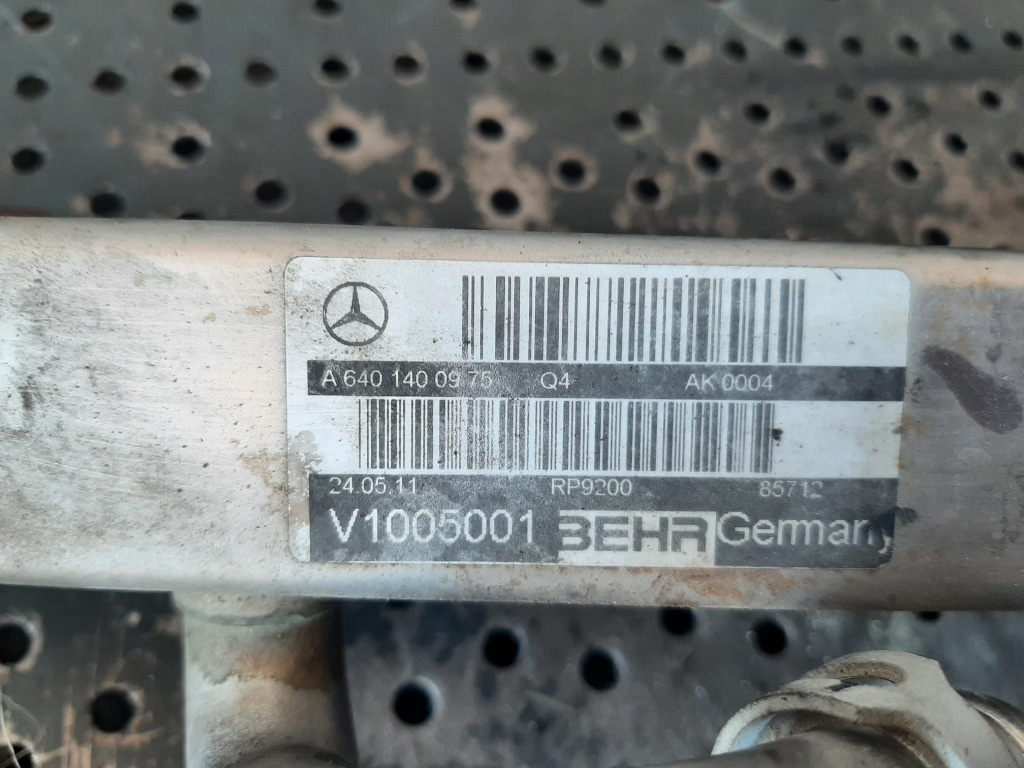 A 640 140 09 75 Q4 AK 0004
24.05.11 RP9200 85712
V1005001 BEHR Germany